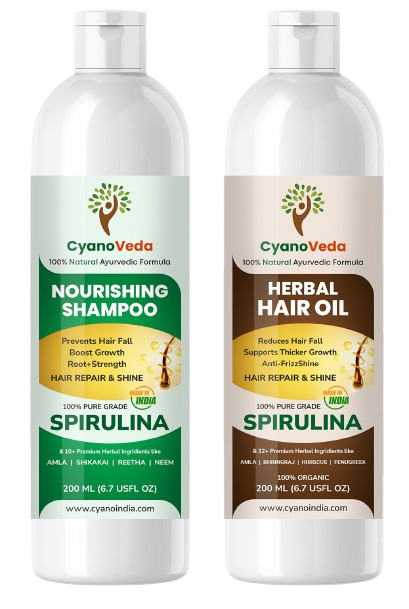 CyanoVeda
100% Natural Ayurvedic Formula
NOURISHING
SHAMPOO
Prevents Hair Fall
Boost Growth
Root+Strength
HAIR REPAIR & SHINE
MADE IN
INDIA
100% PURE GRADE
SPIRULINA
& 10+ Premium Herbal Ingridients like
AMLA | SHIKAKAI | REETHA | NEEM
200 ML (6.7 USFL OZ)
www.cyanoindia.com
CyanoVeda
100% Natural Ayurvedic Formula
HERBAL
HAIR OIL
Reduces Hair Fall
Supports Thicker Growth
Anti-FrizzShine
HAIR REPAIR & SHINE
MADE IN
INDIA
100% PURE GRADE
SPIRULINA
& 32+ Premium Herbal Ingridients like
AMLA | BHRINGRAJ | HIBISCUS | FENUGREEK
100% ORGANIC
200 ML (6.7 USFL OZ)
www.cyanoindia.com